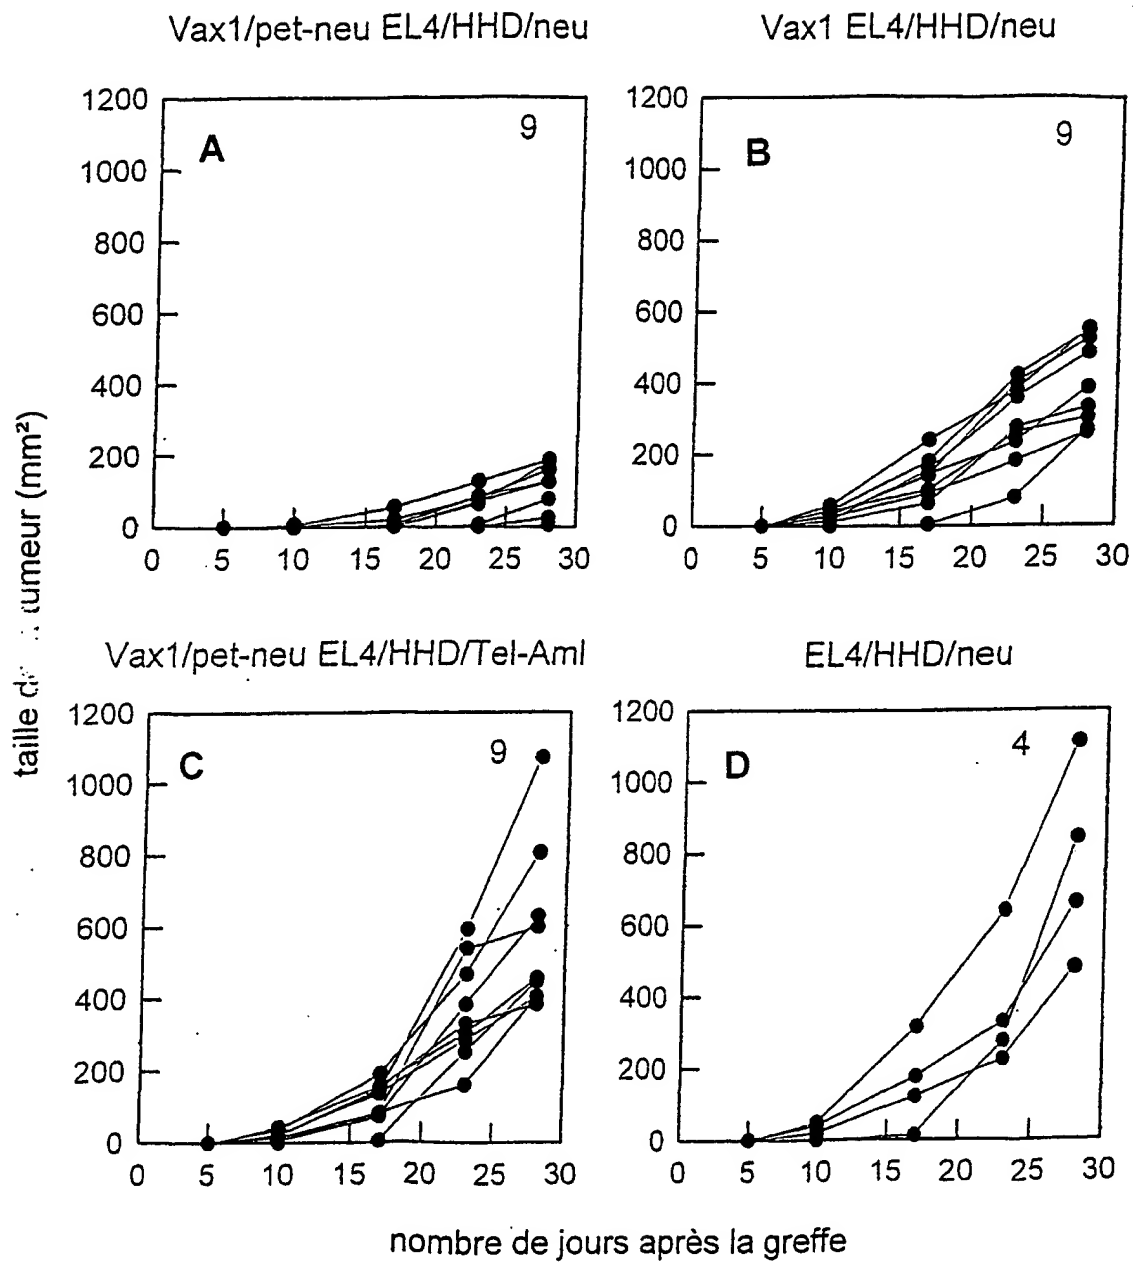 Vax1/pet-neu EL4/HHD/neu
Vax1 EL4/HHD/neu
1200
1000
800
600
400
200
0
0 5 10 15 20 25 30
A
9
1200
1000
800
600
400
200
0
0 5 10 15 20 25 30
B
9
taille tumeur (mm²)
Vax1/pet-neu EL4/HHD/Tel-Aml
EL4/HHD/neu
1200
1000
800
600
400
200
0
0 5 10 15 20 25 30
C
9
1200
1000
800
600
400
200
0
0 5 10 15 20 25 30
D
4
nombre de jours après la greffe